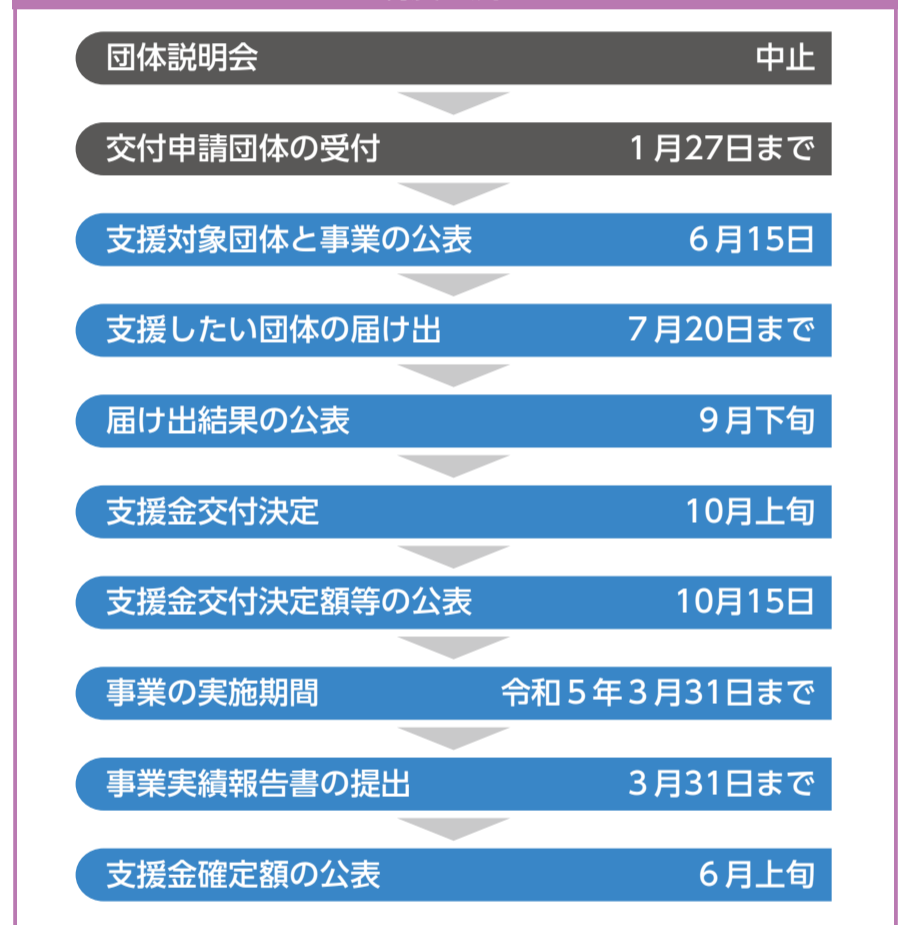 団体説明会 中止
交付申請団体の受付 1月27日まで
支援対象団体と事業の公表 6月15日
支援したい団体の届け出 7月20日まで
届け出結果の公表 9月下旬
支援金交付決定 10月上旬
支援金交付決定額等の公表 10月15日
事業の実施期間 令和5年3月31日まで
事業実績報告書の提出 3月31日まで
支援金確定額の公表 6月上旬